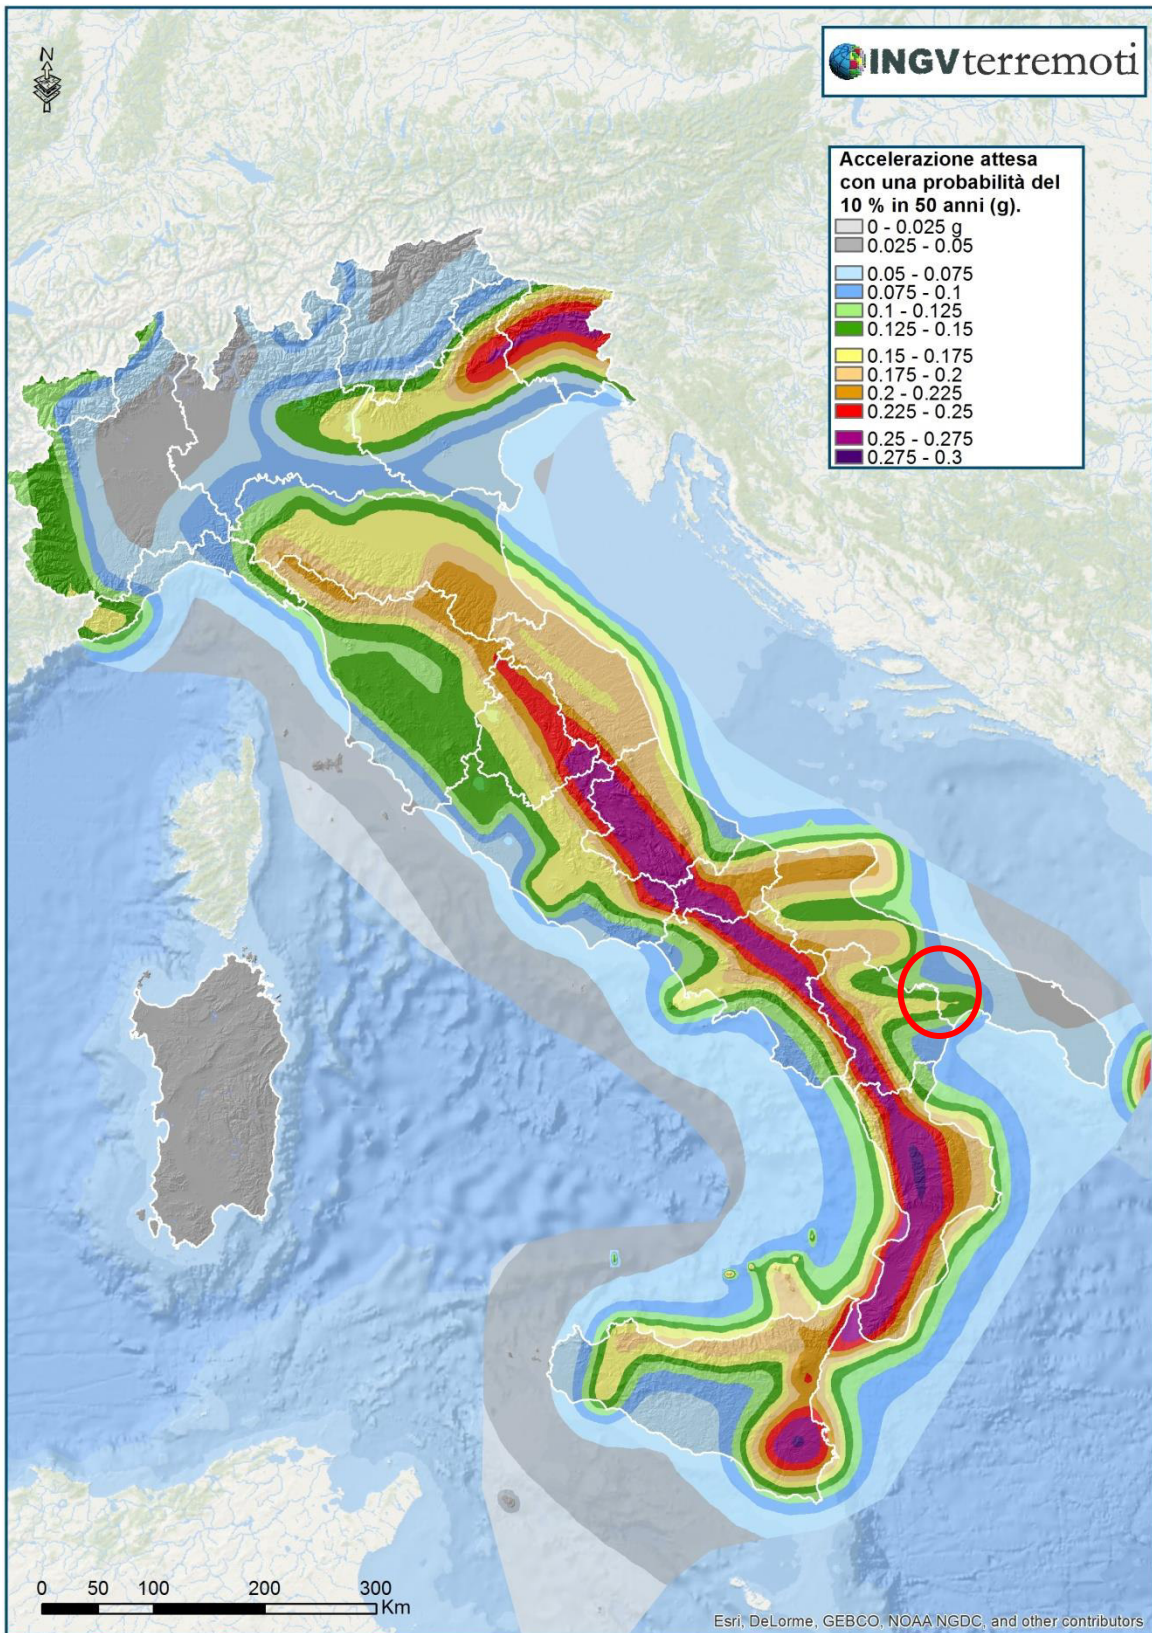 N
INGVterremoti
Accelerazione attesa
con una probabilità del
10 % in 50 anni (g).
0 - 0.025 g
0.025 - 0.05
0.05 - 0.075
0.075 - 0.1
0.1 - 0.125
0.125 - 0.15
0.15 - 0.175
0.175 - 0.2
0.2 - 0.225
0.225 - 0.25
0.25 - 0.275
0.275 - 0.3
0 50 100 200 300
Km
Esri, DeLorme, GEBCO, NOAA NGDC, and other contributors